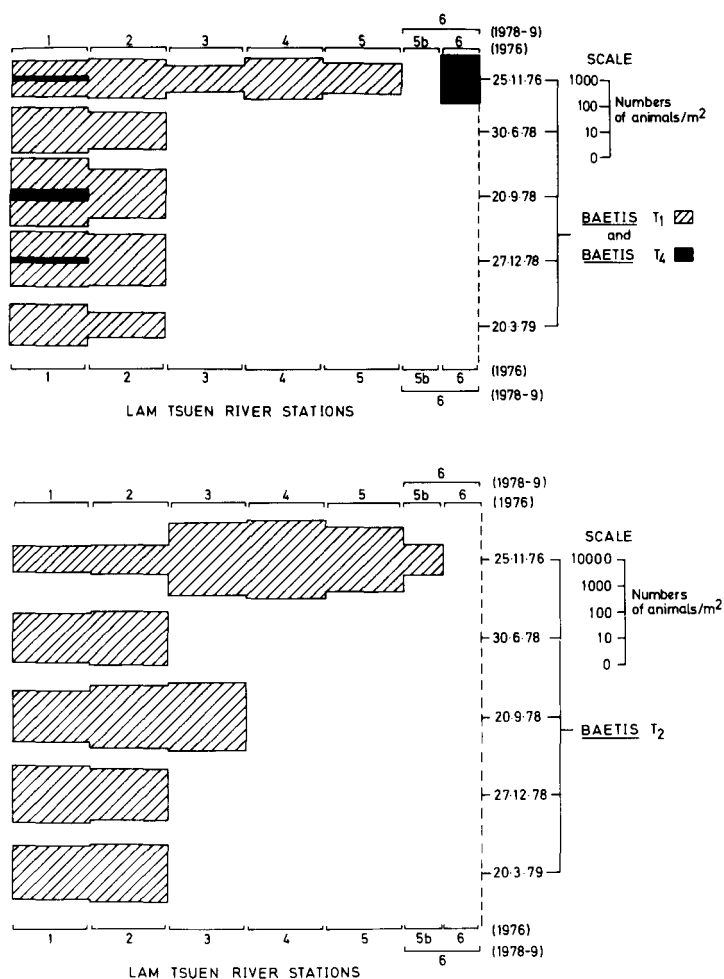 6
(1978-9)
1 2 3 4 5 5b 6 (1976)
SCALE
25·11·76
1000
100
10
0
Numbers
of animals/m2
30·6·78
20·9·78
BAETIS T1
and
BAETIS T4
27·12·78
20·3·79
1 2 3 4 5 5b 6 (1976)
6 (1978-9)
LAM TSUEN RIVER STATIONS
6
(1978-9)
1 2 3 4 5 5b 6 (1976)
SCALE
25·11·76
10000
1000
100
10
0
Numbers
of animals/m2
30·6·78
20·9·78
BAETIS T2
27·12·78
20·3·79
1 2 3 4 5 5b 6 (1976)
6 (1978-9)
LAM TSUEN RIVER STATIONS